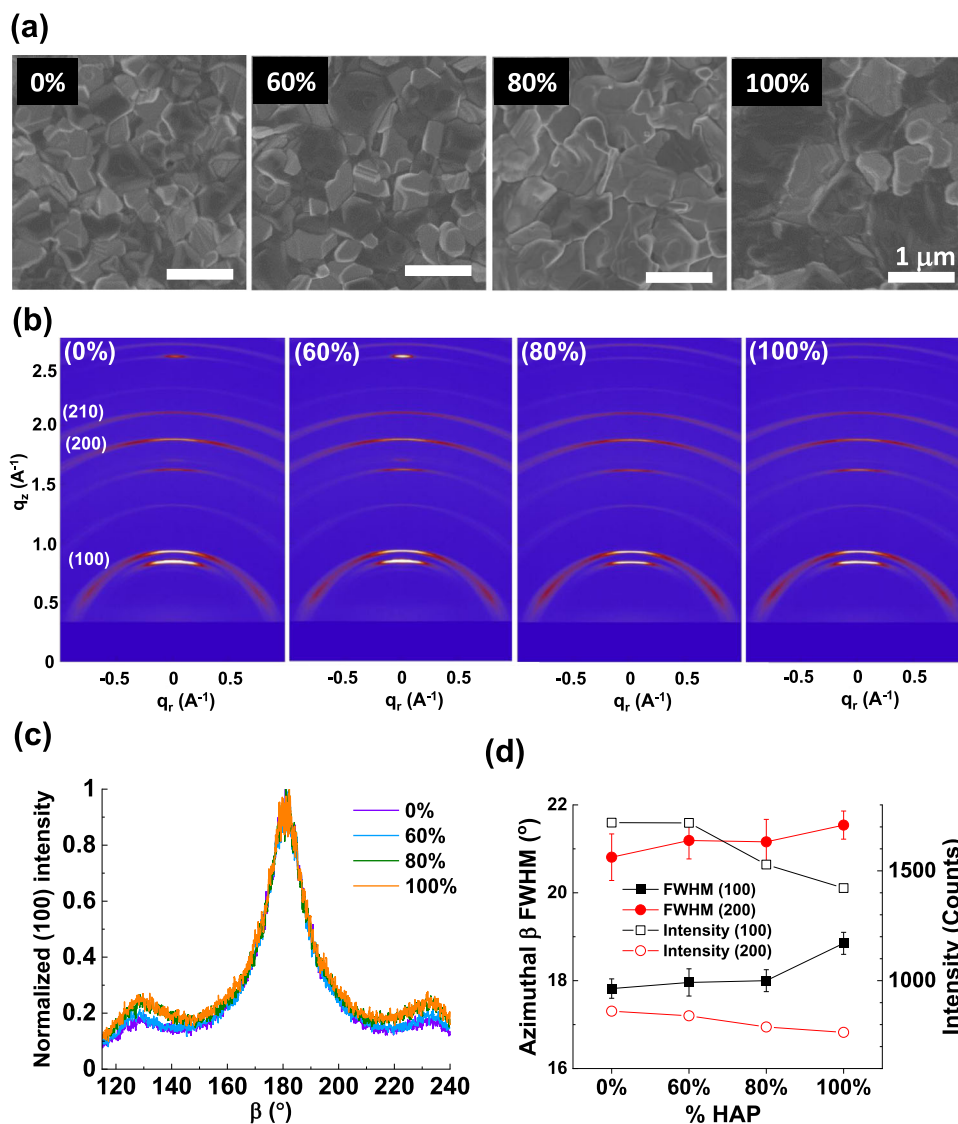 (a)
0%
60%
80%
100%
1 μm
(b)
(0%)
(60%)
(80%)
(100%)
2.5
(210)
2.0
(200)
1.5
qz (A-1)
1.0
(100)
0.5
0
-0.5 0 0.5
-0.5 0 0.5
-0.5 0 0.5
-0.5 0 0.5
qr (A-1)
qr (A-1)
qr (A-1)
qr (A-1)
(c)
Normalized (100) intensity
1
0.8
0.6
0.4
0.2
0
0%
60%
80%
100%
115 140 160 180 200 220 240
β (°)
(d)
Azimuthal β FWHM (º)
22
21
20
19
18
17
16
FWHM (100)
FWHM (200)
Intensity (100)
Intensity (200)
1500
1000
Intensity (Counts)
0% 60% 80% 100%
% HAP